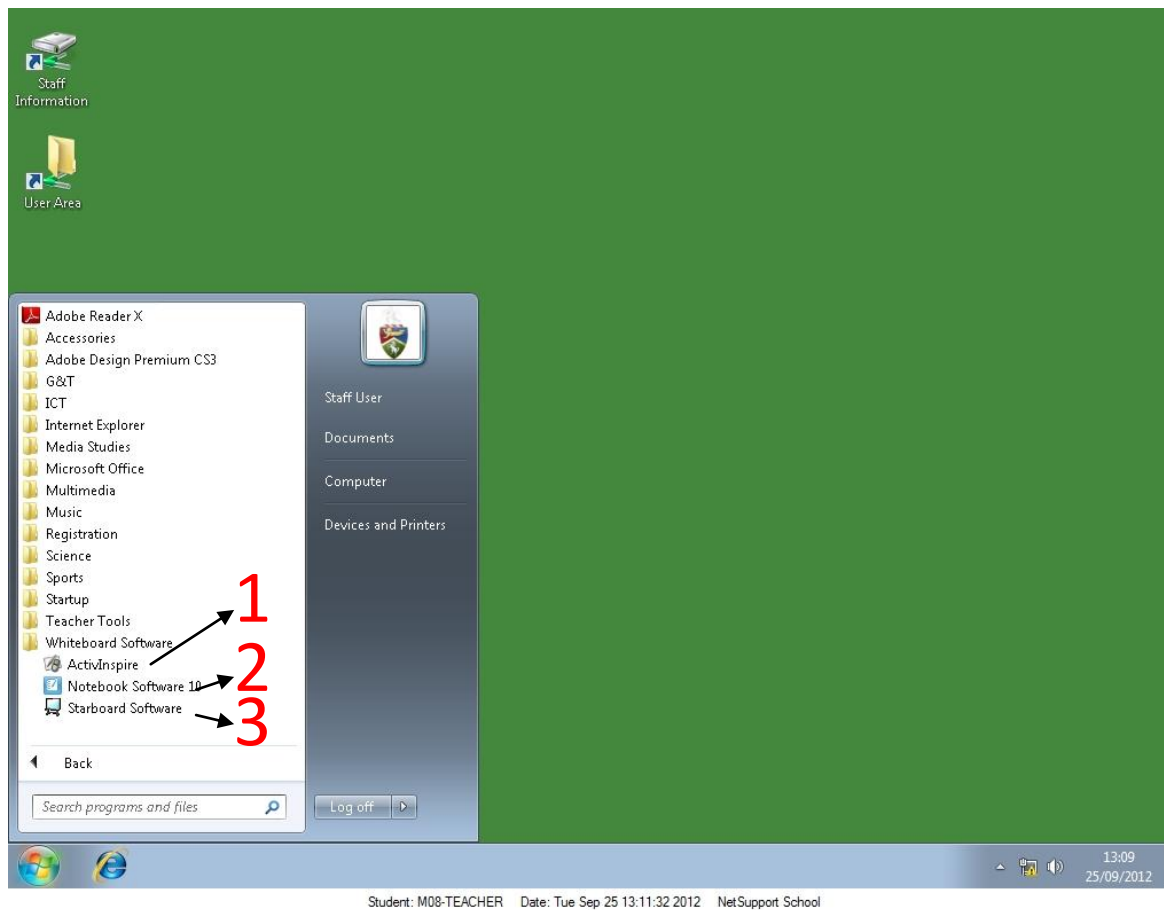 Staff
Information
User Area
Adobe Reader X
Accessories
Adobe Design Premium CS3
G&T
ICT
Internet Explorer
Media Studies
Microsoft Office
Multimedia
Music
Registration
Science
Sports
Startup
Teacher Tools
Whiteboard Software
ActivInspire
Notebook Software 10
Starboard Software
1
2
3
Back
Search programs and files
Staff User
Documents
Computer
Devices and Printers
Log off
13:09
25/09/2012
Student: M08-TEACHER Date: Tue Sep 25 13:11:32 2012 NetSupport School